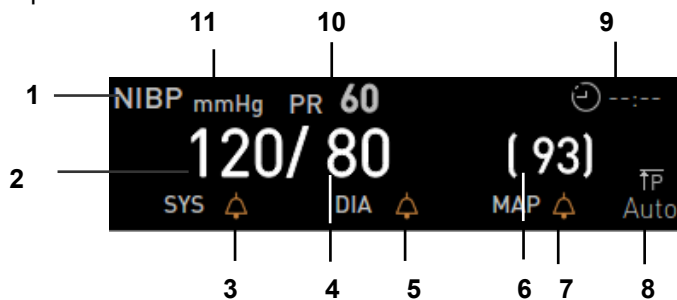 11 10 9
1 NIBP mmHg PR 60 --:--
2 120/ 80 (93)
P
SYS DIA MAP Auto
3 4 5 6 7 8